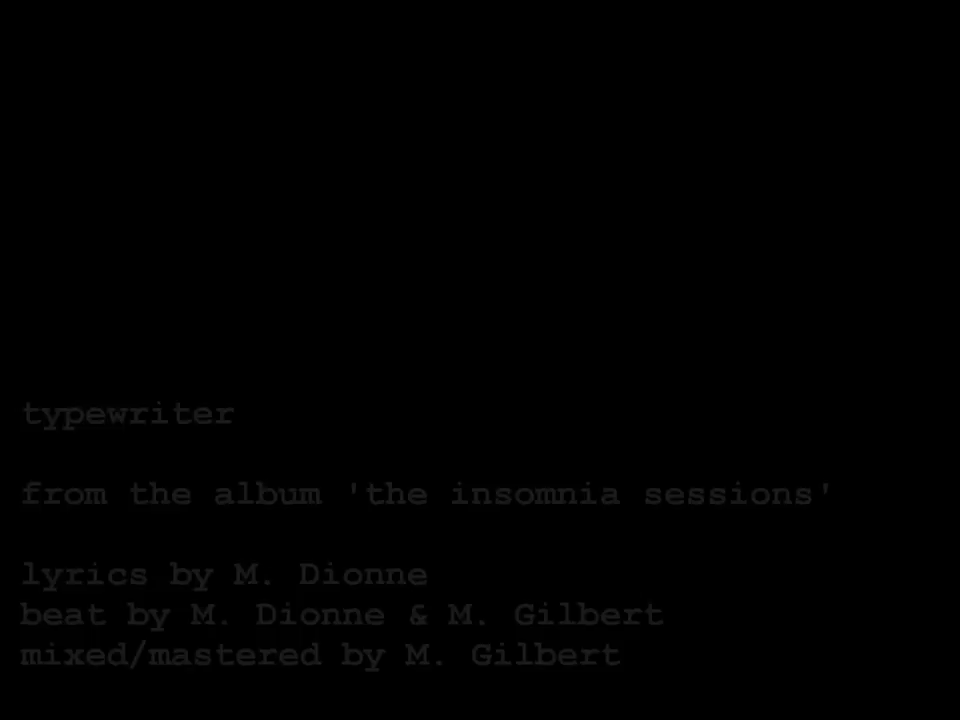 typewriter
from the album 'the insomnia sessions'
lyrics by M. Dionne
beat by M. Dionne & M. Gilbert
mixed/mastered by M. Gilbert